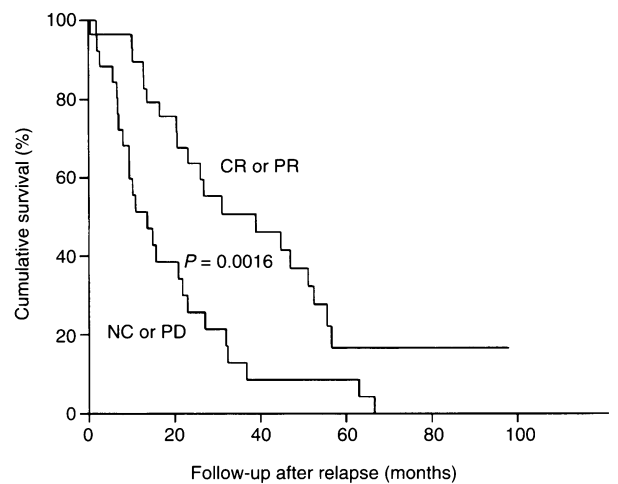 100
80
60
40
20
0
Cumulative survival (%)
CR or PR
P = 0.0016
NC or PD
0 20 40 60 80 100
Follow-up after relapse (months)